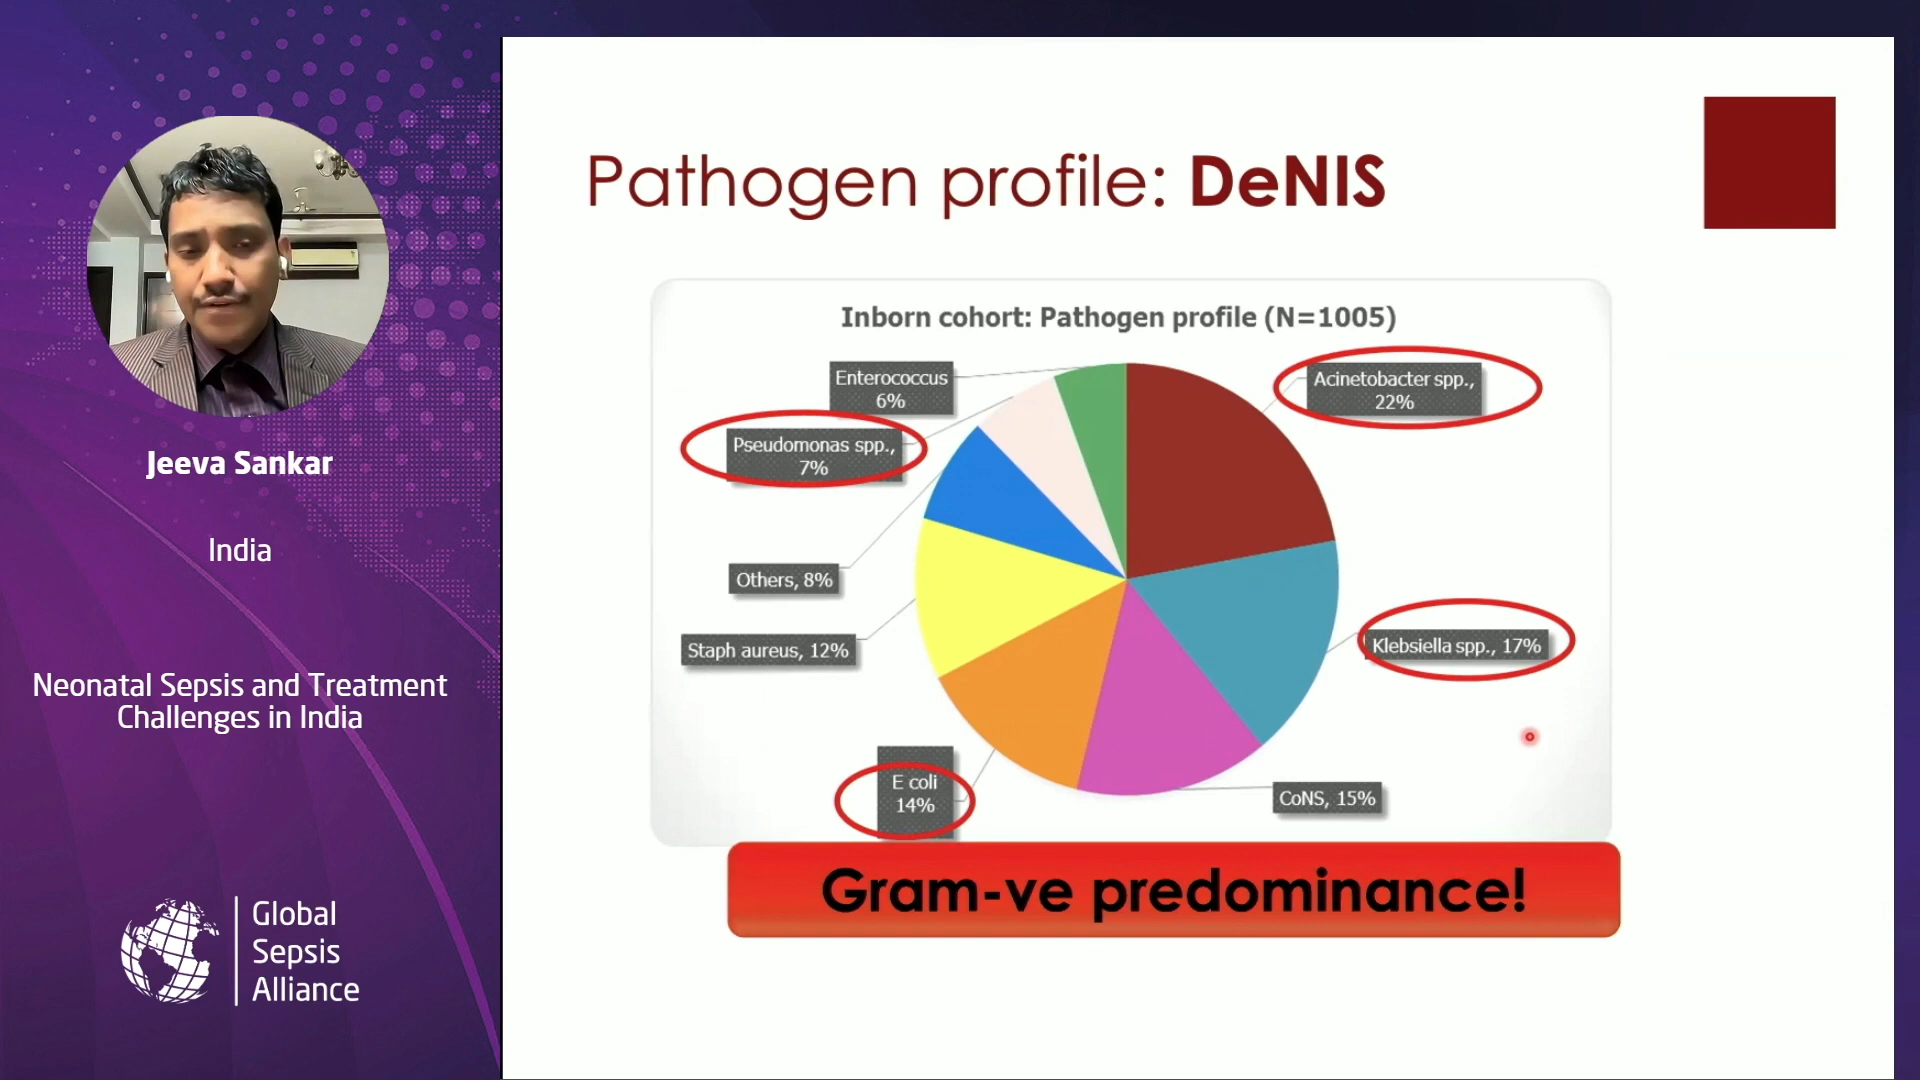 Jeeva Sankar
India
Neonatal Sepsis and Treatment
Challenges in India
Global
Sepsis
Alliance
Pathogen profile: DeNIS
Inborn cohort: Pathogen profile (N=1005)
Enterococcus
6%
Acinetobacter spp.,
22%
Pseudomonas spp.,
7%
Others, 8%
Staph aureus, 12%
Klebsiella spp., 17%
E coli
14%
CoNS, 15%
Gram-ve predominance!